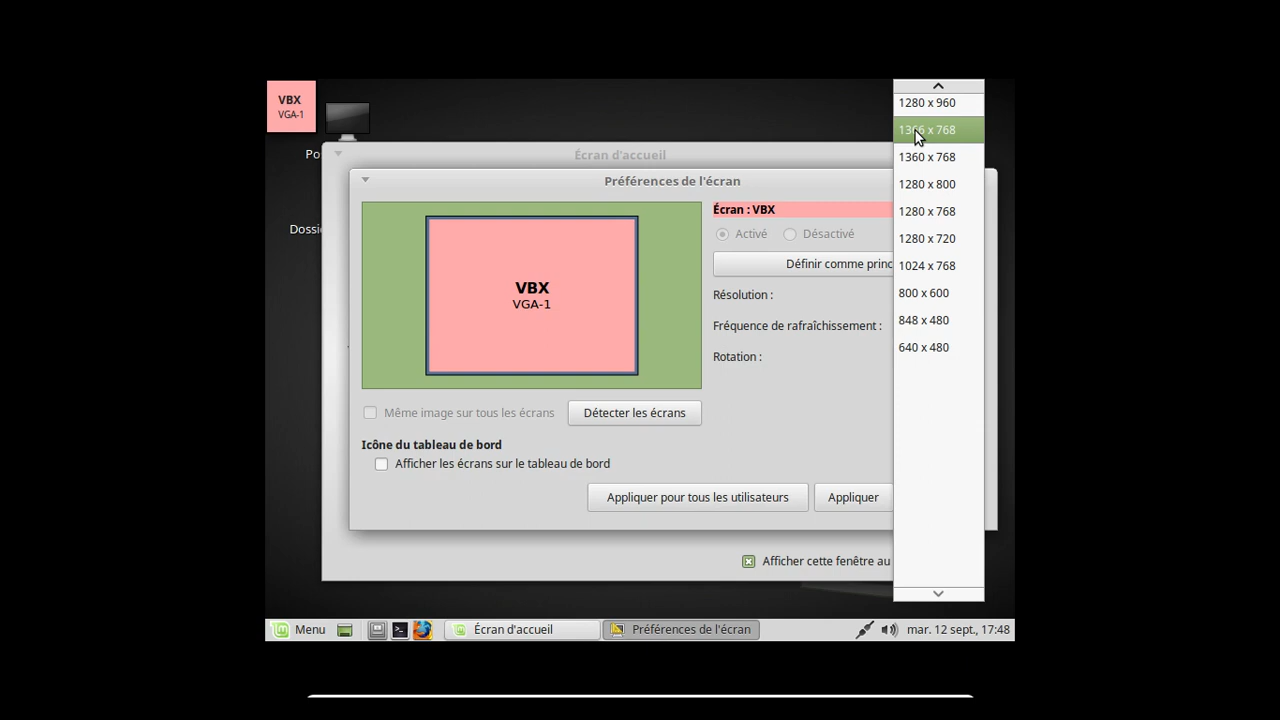 VBX
VGA-1
Po
Dossie
Écran d'accueil
Préférences de l'écran
VBX
VGA-1
Écran : VBX
Activé
Désactivé
Définir comme princ
Résolution :
Fréquence de rafraîchissement :
Rotation :
1280 x 960
1366 x 768
1360 x 768
1280 x 800
1280 x 768
1280 x 720
1024 x 768
800 x 600
848 x 480
640 x 480
Même image sur tous les écrans
Détecter les écrans
Icône du tableau de bord
Afficher les écrans sur le tableau de bord
Appliquer pour tous les utilisateurs
Appliquer
Afficher cette fenêtre au
Menu
Écran d'accueil
Préférences de l'écran
mar. 12 sept., 17:48